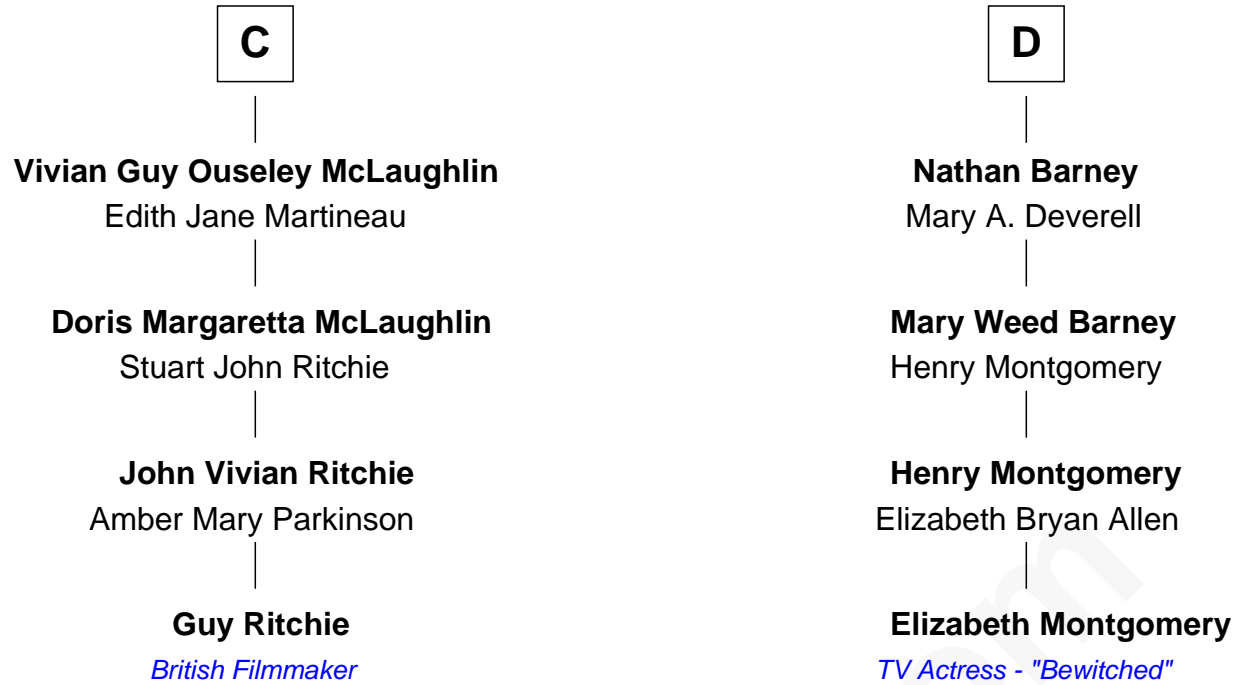 C
Vivian Guy Ouseley McLaughlin
Edith Jane Martineau
Doris Margaretta McLaughlin
Stuart John Ritchie
John Vivian Ritchie
Amber Mary Parkinson
Guy Ritchie
British Filmmaker
D
Nathan Barney
Mary A. Deverell
Mary Weed Barney
Henry Montgomery
Henry Montgomery
Elizabeth Bryan Allen
Elizabeth Montgomery
TV Actress - "Bewitched"